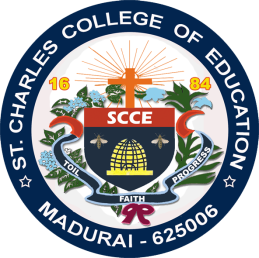 ST. CHARLES COLLEGE OF EDUCATION
16 84
SCCE
TOIL FAITH PROGRESS
MADURAI - 625006